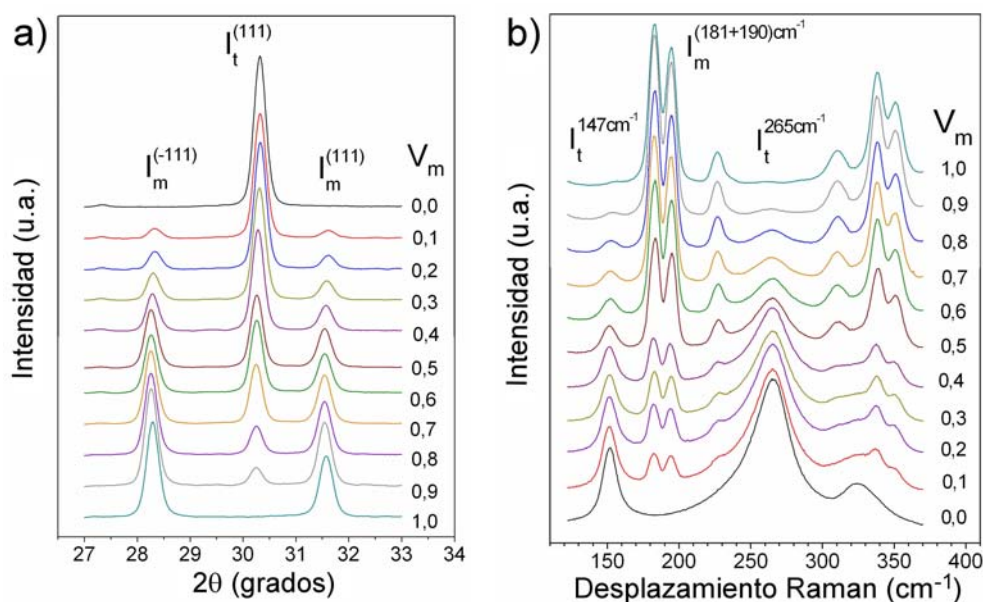 a)
I_t^(111)
I_m^(-111)
I_m^(111)
V_m
0,0
0,1
0,2
0,3
0,4
0,5
0,6
0,7
0,8
0,9
1,0
Intensidad (u.a.)
27 28 29 30 31 32 33 34
2θ (grados)
b)
I_m^(181+190)cm⁻¹
I_t^147cm⁻¹
I_t^265cm⁻¹
V_m
1,0
0,9
0,8
0,7
0,6
0,5
0,4
0,3
0,2
0,1
0,0
Intensidad (u.a.)
150 200 250 300 350 400
Desplazamiento Raman (cm⁻¹)